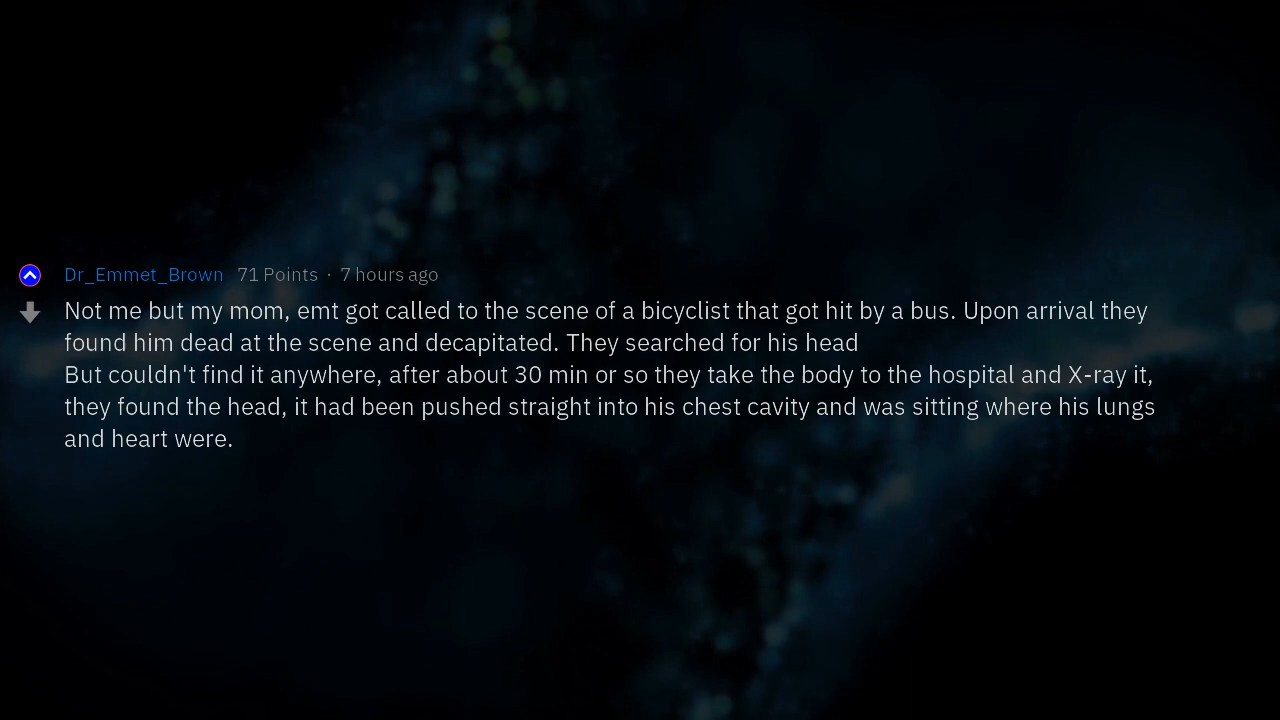 Dr_Emmet_Brown 71 Points · 7 hours ago
Not me but my mom, emt got called to the scene of a bicyclist that got hit by a bus. Upon arrival they
found him dead at the scene and decapitated. They searched for his head
But couldn't find it anywhere, after about 30 min or so they take the body to the hospital and X-ray it,
they found the head, it had been pushed straight into his chest cavity and was sitting where his lungs
and heart were.